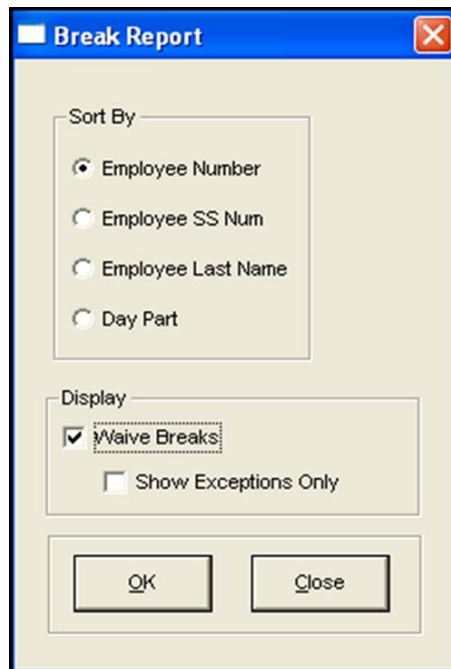 Break Report
Sort By
Employee Number
Employee SS Num
Employee Last Name
Day Part
Display
Waive Breaks
Show Exceptions Only
OK
Close